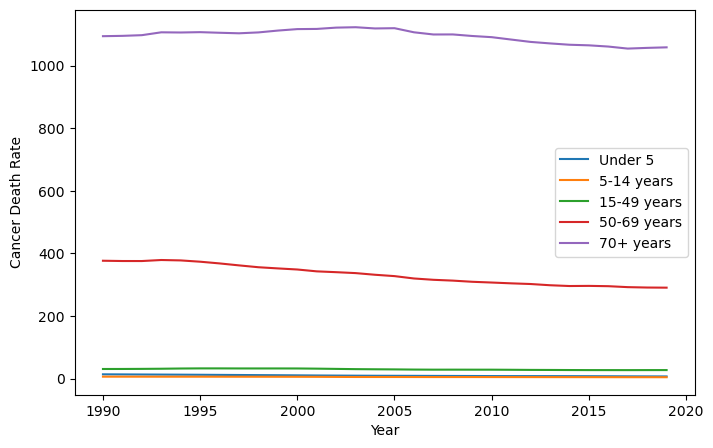 Cancer Death Rate
1000
800
600
400
200
0
Under 5
5-14 years
15-49 years
50-69 years
70+ years
1990
1995
2000
2005
2010
2015
2020
Year